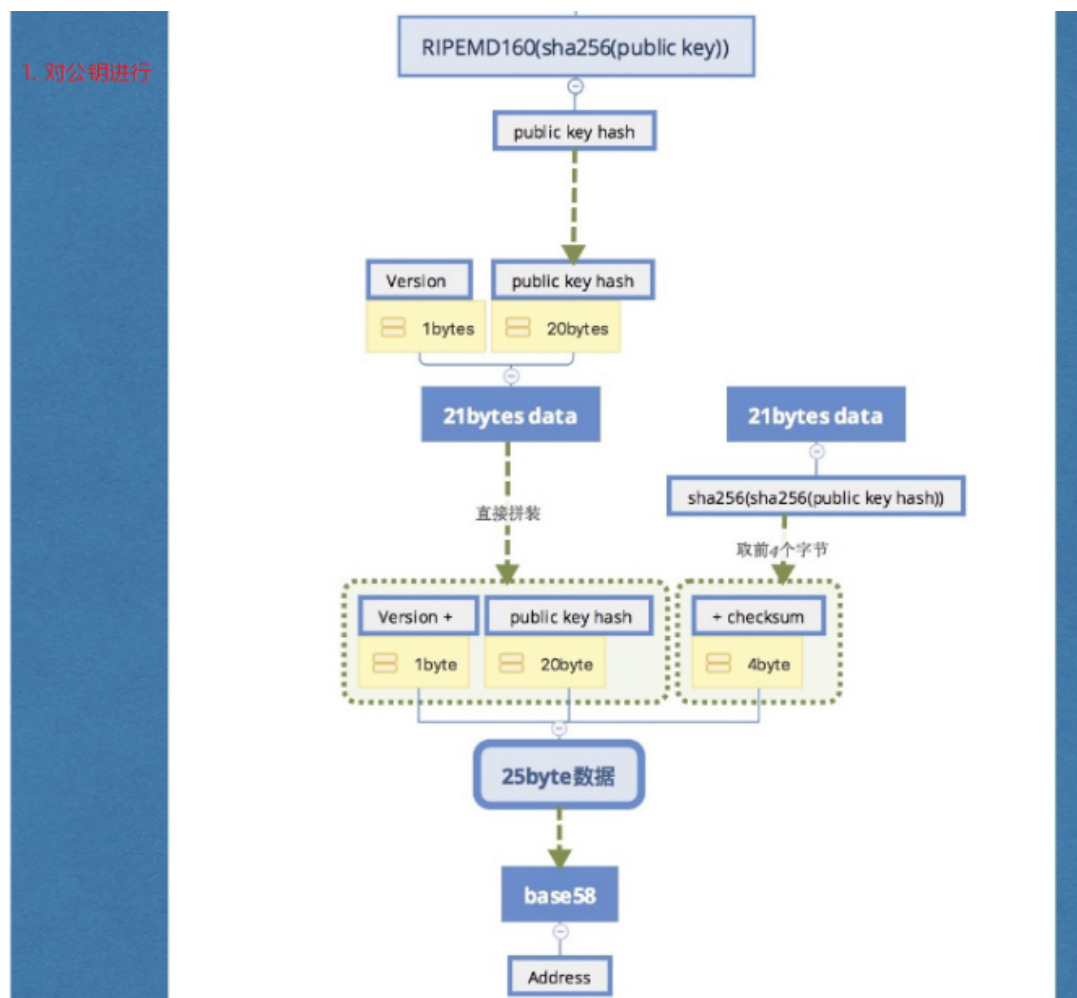 RIPEMD160(sha256(public key))
1. 对公钥进行
public key hash
Version
public key hash
1bytes
20bytes
21bytes data
21bytes data
sha256(sha256(public key hash))
直接拼装
取前4个字节
Version +
public key hash
+ checksum
1byte
20byte
4byte
25byte数据
base58
Address